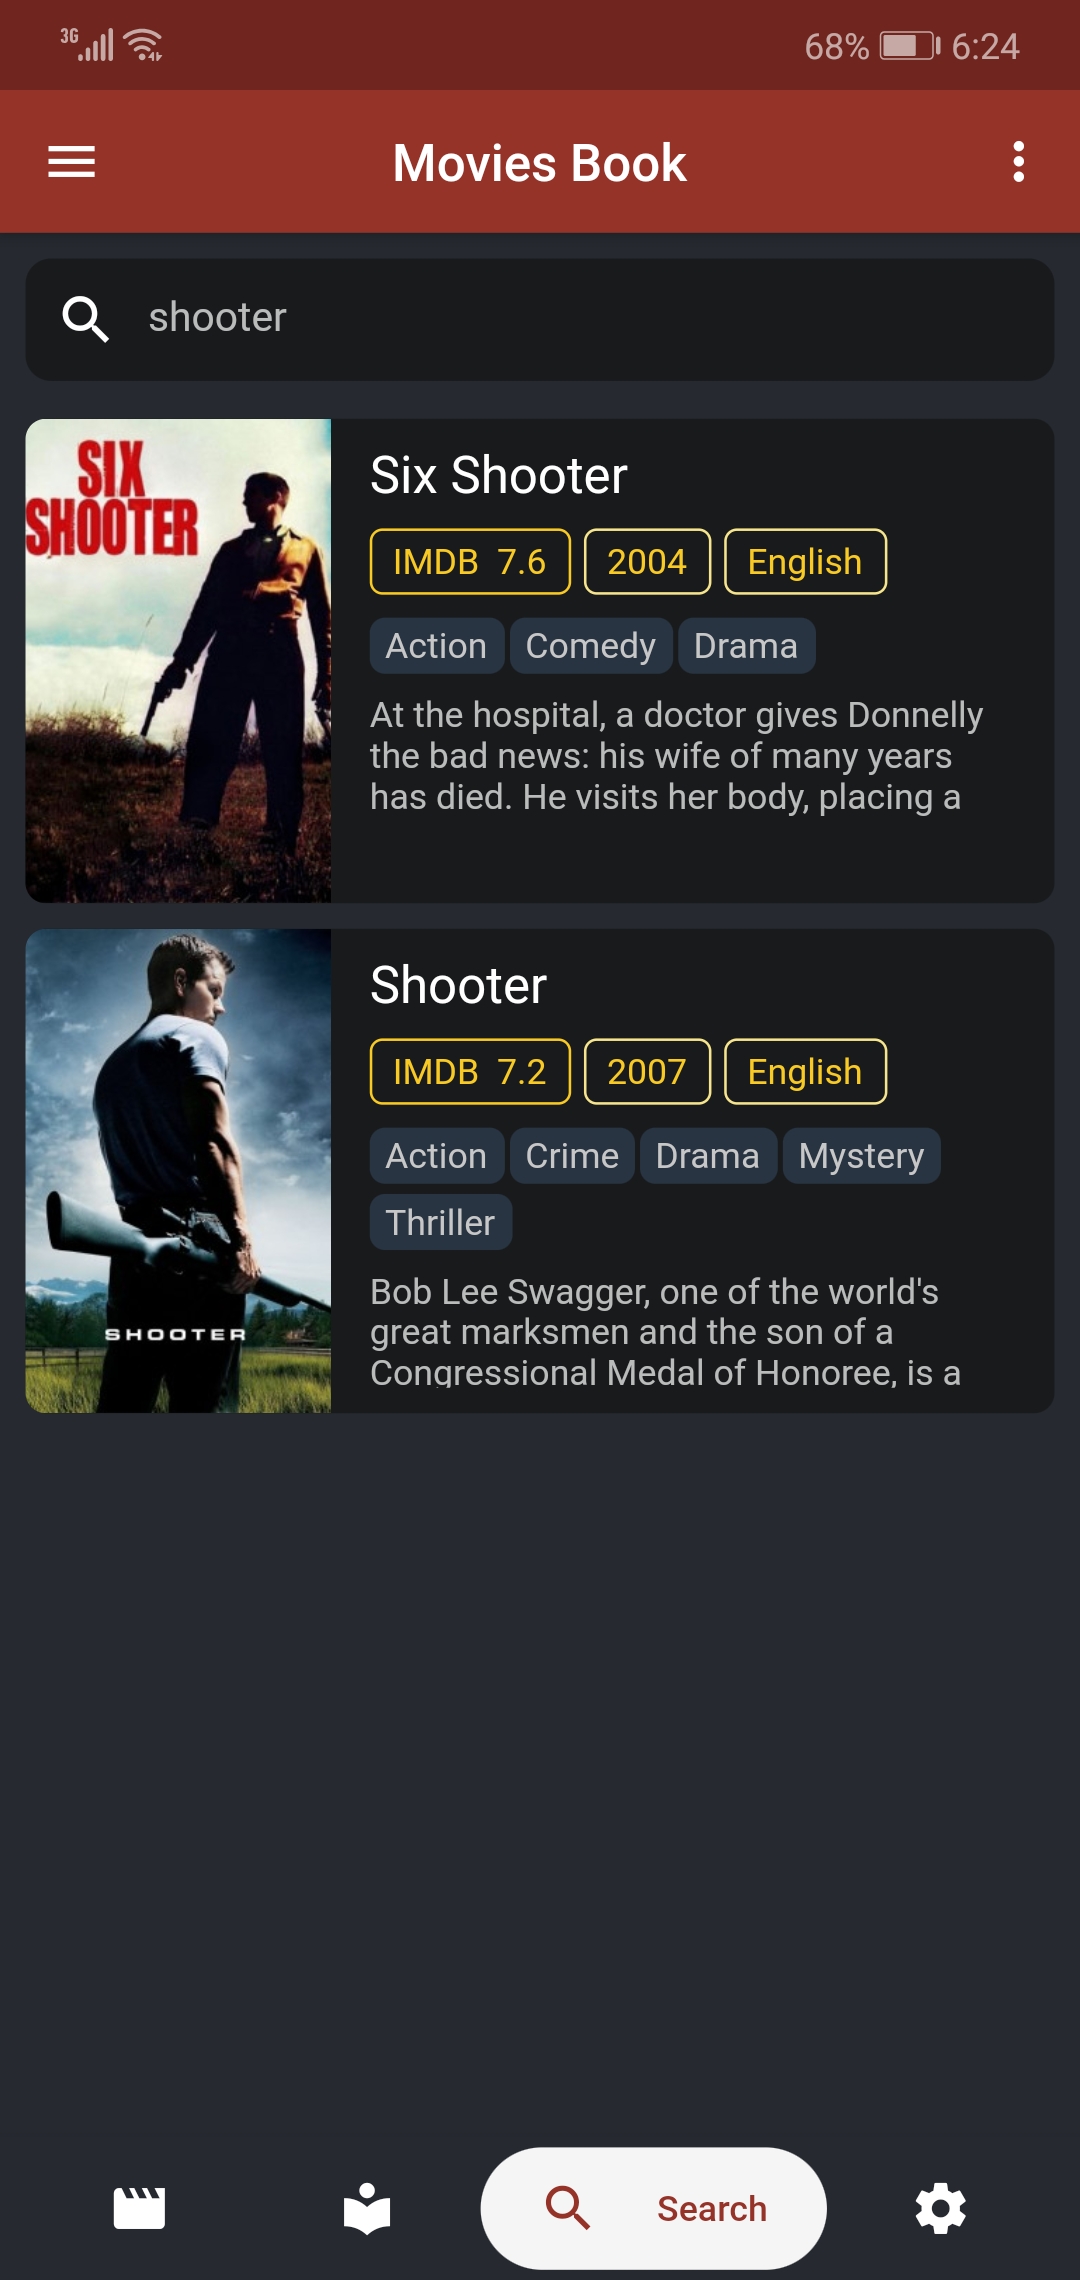 3G
68%
6:24
Movies Book
shooter
SIX
SHOOTER
Six Shooter
IMDB 7.6
2004
English
Action
Comedy
Drama
At the hospital, a doctor gives Donnelly
the bad news: his wife of many years
has died. He visits her body, placing a
SHOOTER
Shooter
IMDB 7.2
2007
English
Action
Crime
Drama
Mystery
Thriller
Bob Lee Swagger, one of the world's
great marksmen and the son of a
Congressional Medal of Honoree, is a
Search